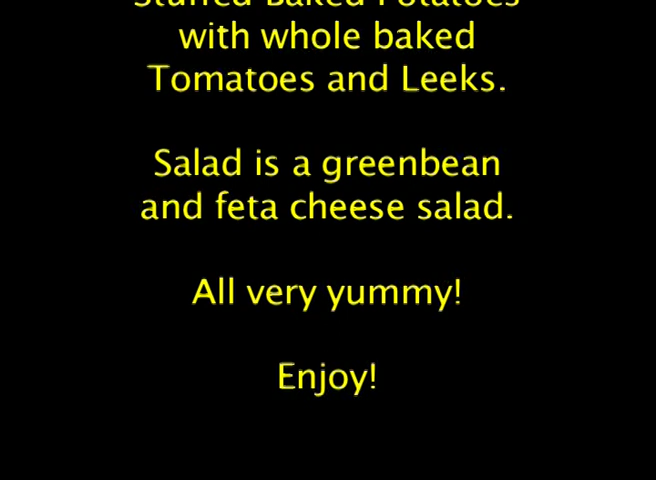 Stuffed Baked Potatoes
with whole baked
Tomatoes and Leeks.
Salad is a greenbean
and feta cheese salad.
All very yummy!
Enjoy!